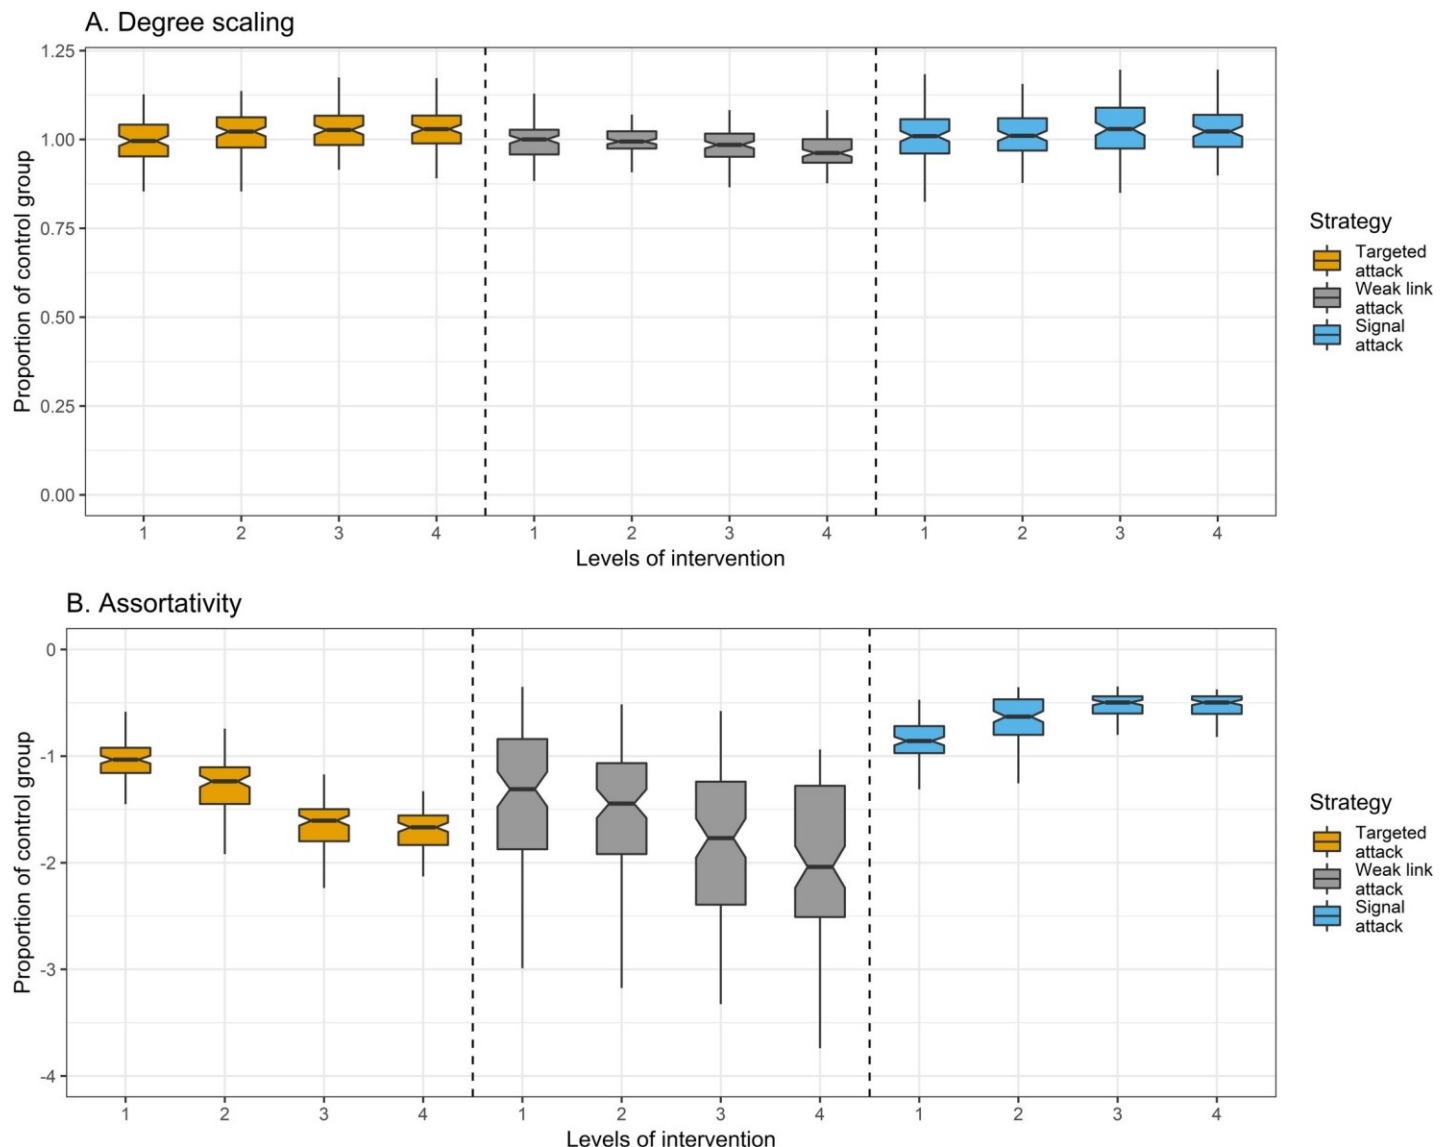 A. Degree scaling
1.25
1.00
0.75
0.50
0.25
0.00
Proportion of control group
1 2 3 4 1 2 3 4 1 2 3 4
Levels of intervention
Strategy
Targeted
attack
Weak link
attack
Signal
attack
B. Assortativity
0
-1
-2
-3
-4
Proportion of control group
1 2 3 4 1 2 3 4 1 2 3 4
Levels of intervention
Strategy
Targeted
attack
Weak link
attack
Signal
attack